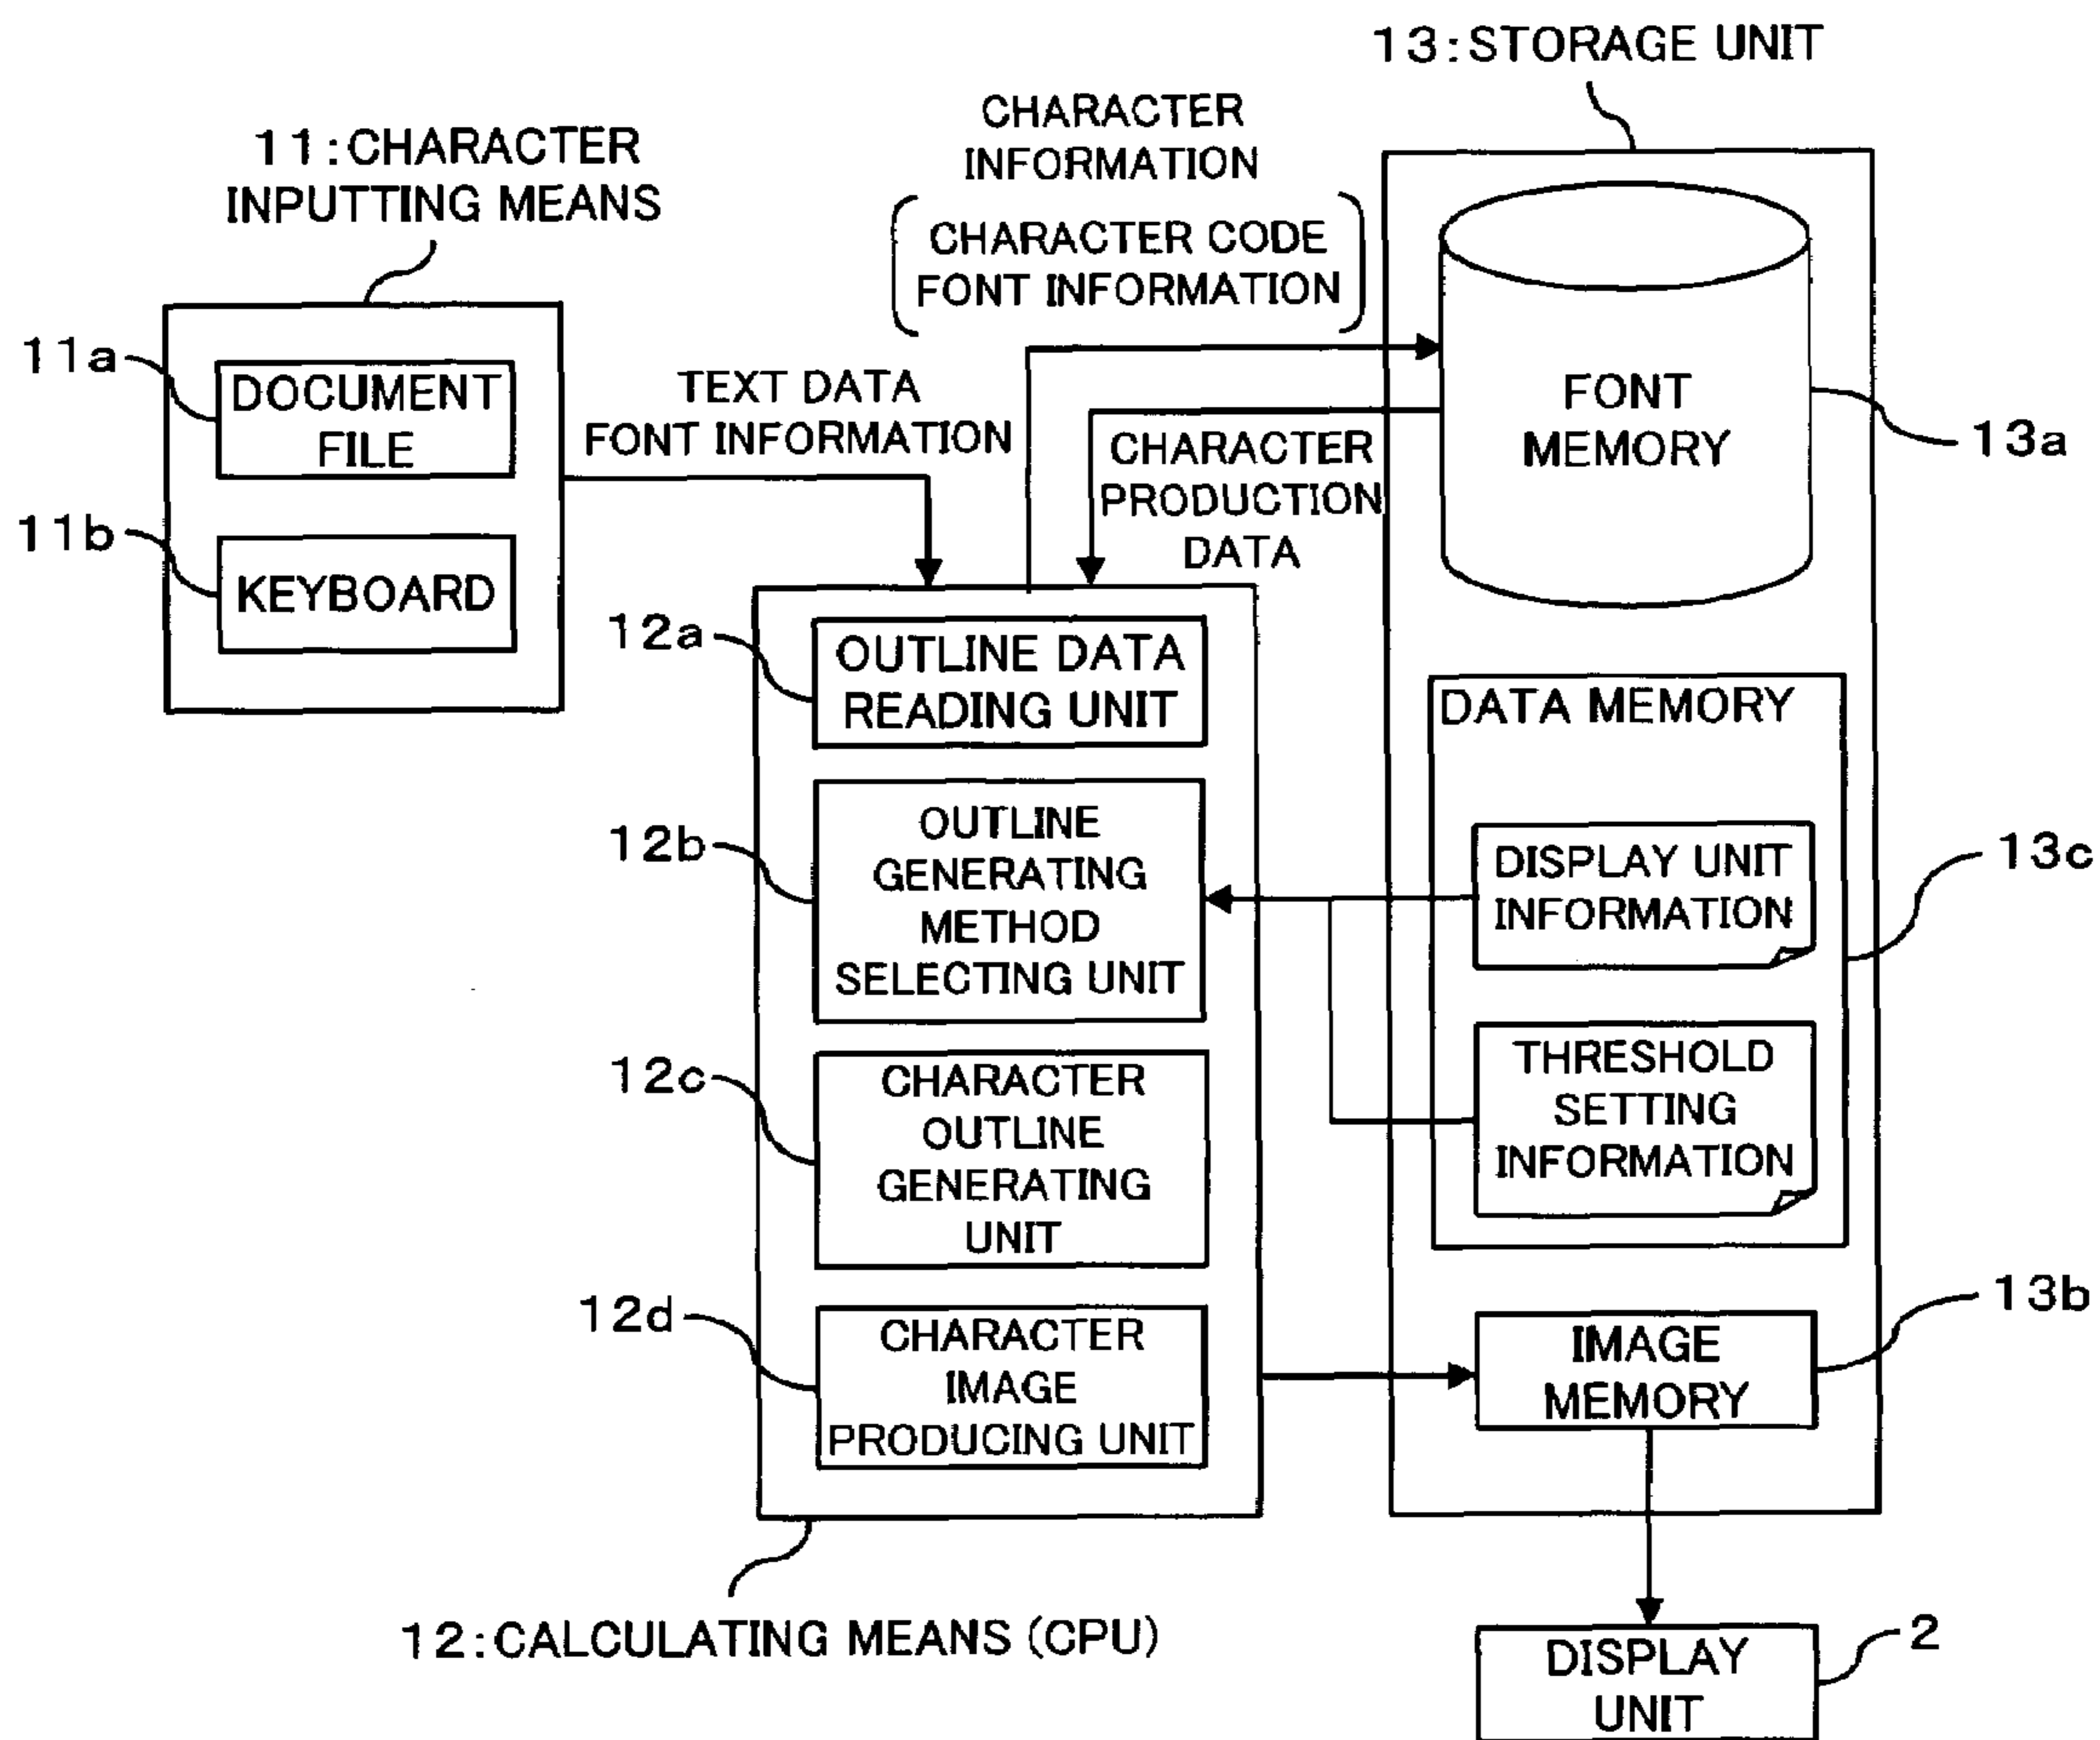 13:STORAGE UNIT
CHARACTER
INFORMATION
CHARACTER CODE
FONT INFORMATION
11:CHARACTER
INPUTTING MEANS
11a
DOCUMENT
FILE
11b
KEYBOARD
TEXT DATA
FONT INFORMATION
CHARACTER
PRODUCTION
DATA
FONT
MEMORY
13a
12a
OUTLINE DATA
READING UNIT
12b
OUTLINE
GENERATING
METHOD
SELECTING UNIT
12c
CHARACTER
OUTLINE
GENERATING
UNIT
12d
CHARACTER
IMAGE
PRODUCING UNIT
DATA MEMORY
DISPLAY UNIT
INFORMATION
13c
THRESHOLD
SETTING
INFORMATION
13b
IMAGE
MEMORY
12:CALCULATING MEANS (CPU)
2
DISPLAY
UNIT